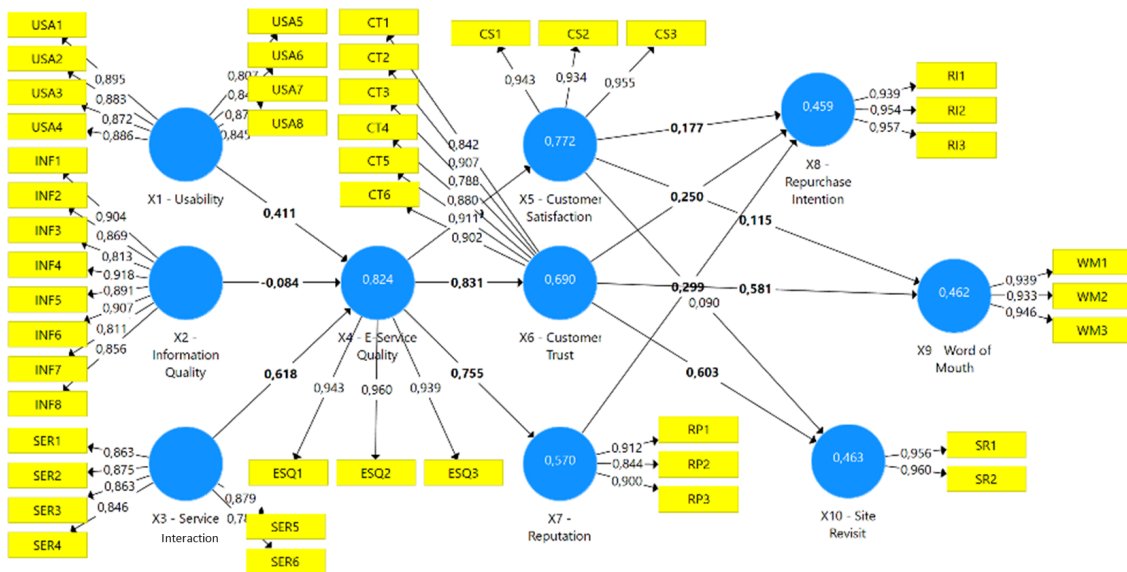 USA1
USA2
USA3
USA4
0,895
0,883
0,872
0,886
USA5
USA6
USA7
USA8
0,845
X1 - Usability
INF1
INF2
INF3
INF4
INF5
INF6
INF7
INF8
0,904
0,869
0,813
0,918
0,891
0,907
0,811
0,856
X2 -
Information
Quality
SER1
SER2
SER3
SER4
0,863
0,875
0,863
0,846
0,879
SER5
SER6
X3 - Service
Interaction
0,411
-0,084
0,618
CT1
CT2
CT3
CT4
CT5
CT6
0,842
0,907
0,788
0,880
0,911
0,902
0,824
X4 - E-Service
Quality
0,943
0,960
0,939
ESQ1
ESQ2
ESQ3
0,831
0,755
CS1
CS2
CS3
0,943
0,934
0,955
0,772
X5 - Customer
Satisfaction
0,690
X6 - Customer
Trust
0,570
X7 -
Reputation
0,912
0,844
0,900
RP1
RP2
RP3
0,177
0,250
0,115
0,299
0,090
0,581
0,603
0,459
X8 -
Repurchase
Intention
0,939
0,954
0,957
RI1
RI2
RI3
0,462
X9 Word of
Mouth
0,939
0,933
0,946
WM1
WM2
WM3
0,463
X10 - Site
Revisit
0,956
0,960
SR1
SR2